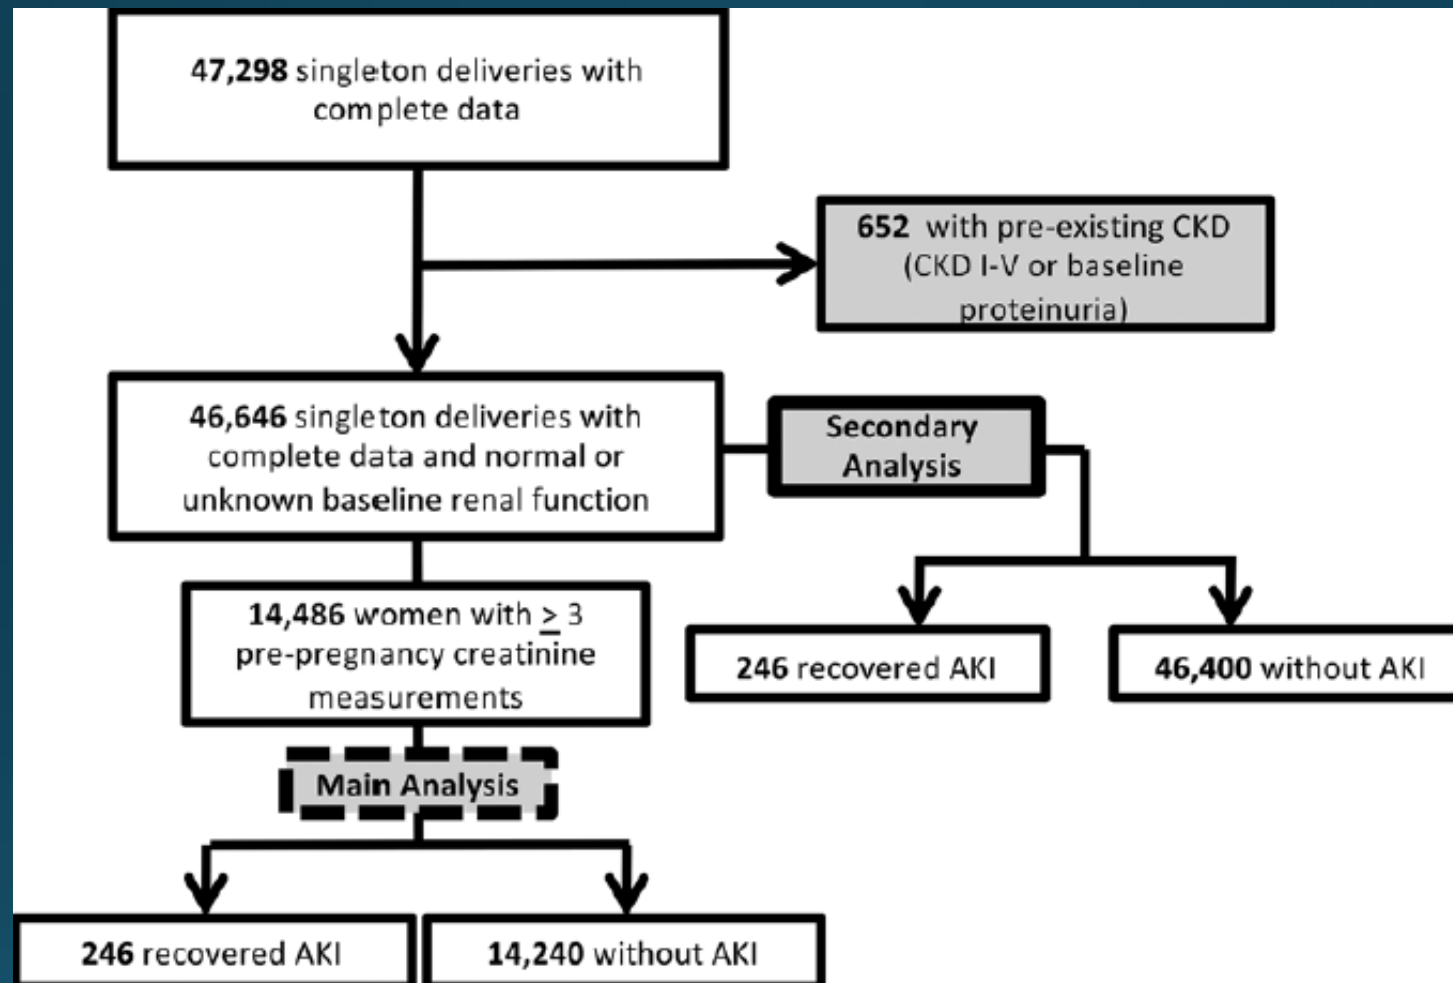 47,298 singleton deliveries with
complete data
652 with pre-existing CKD
(CKD I-V or baseline
proteinuria)
46,646 singleton deliveries with
complete data and normal or
unknown baseline renal function
Secondary
Analysis
14,486 women with ≥ 3
pre-pregnancy creatinine
measurements
246 recovered AKI
46,400 without AKI
Main Analysis
246 recovered AKI
14,240 without AKI